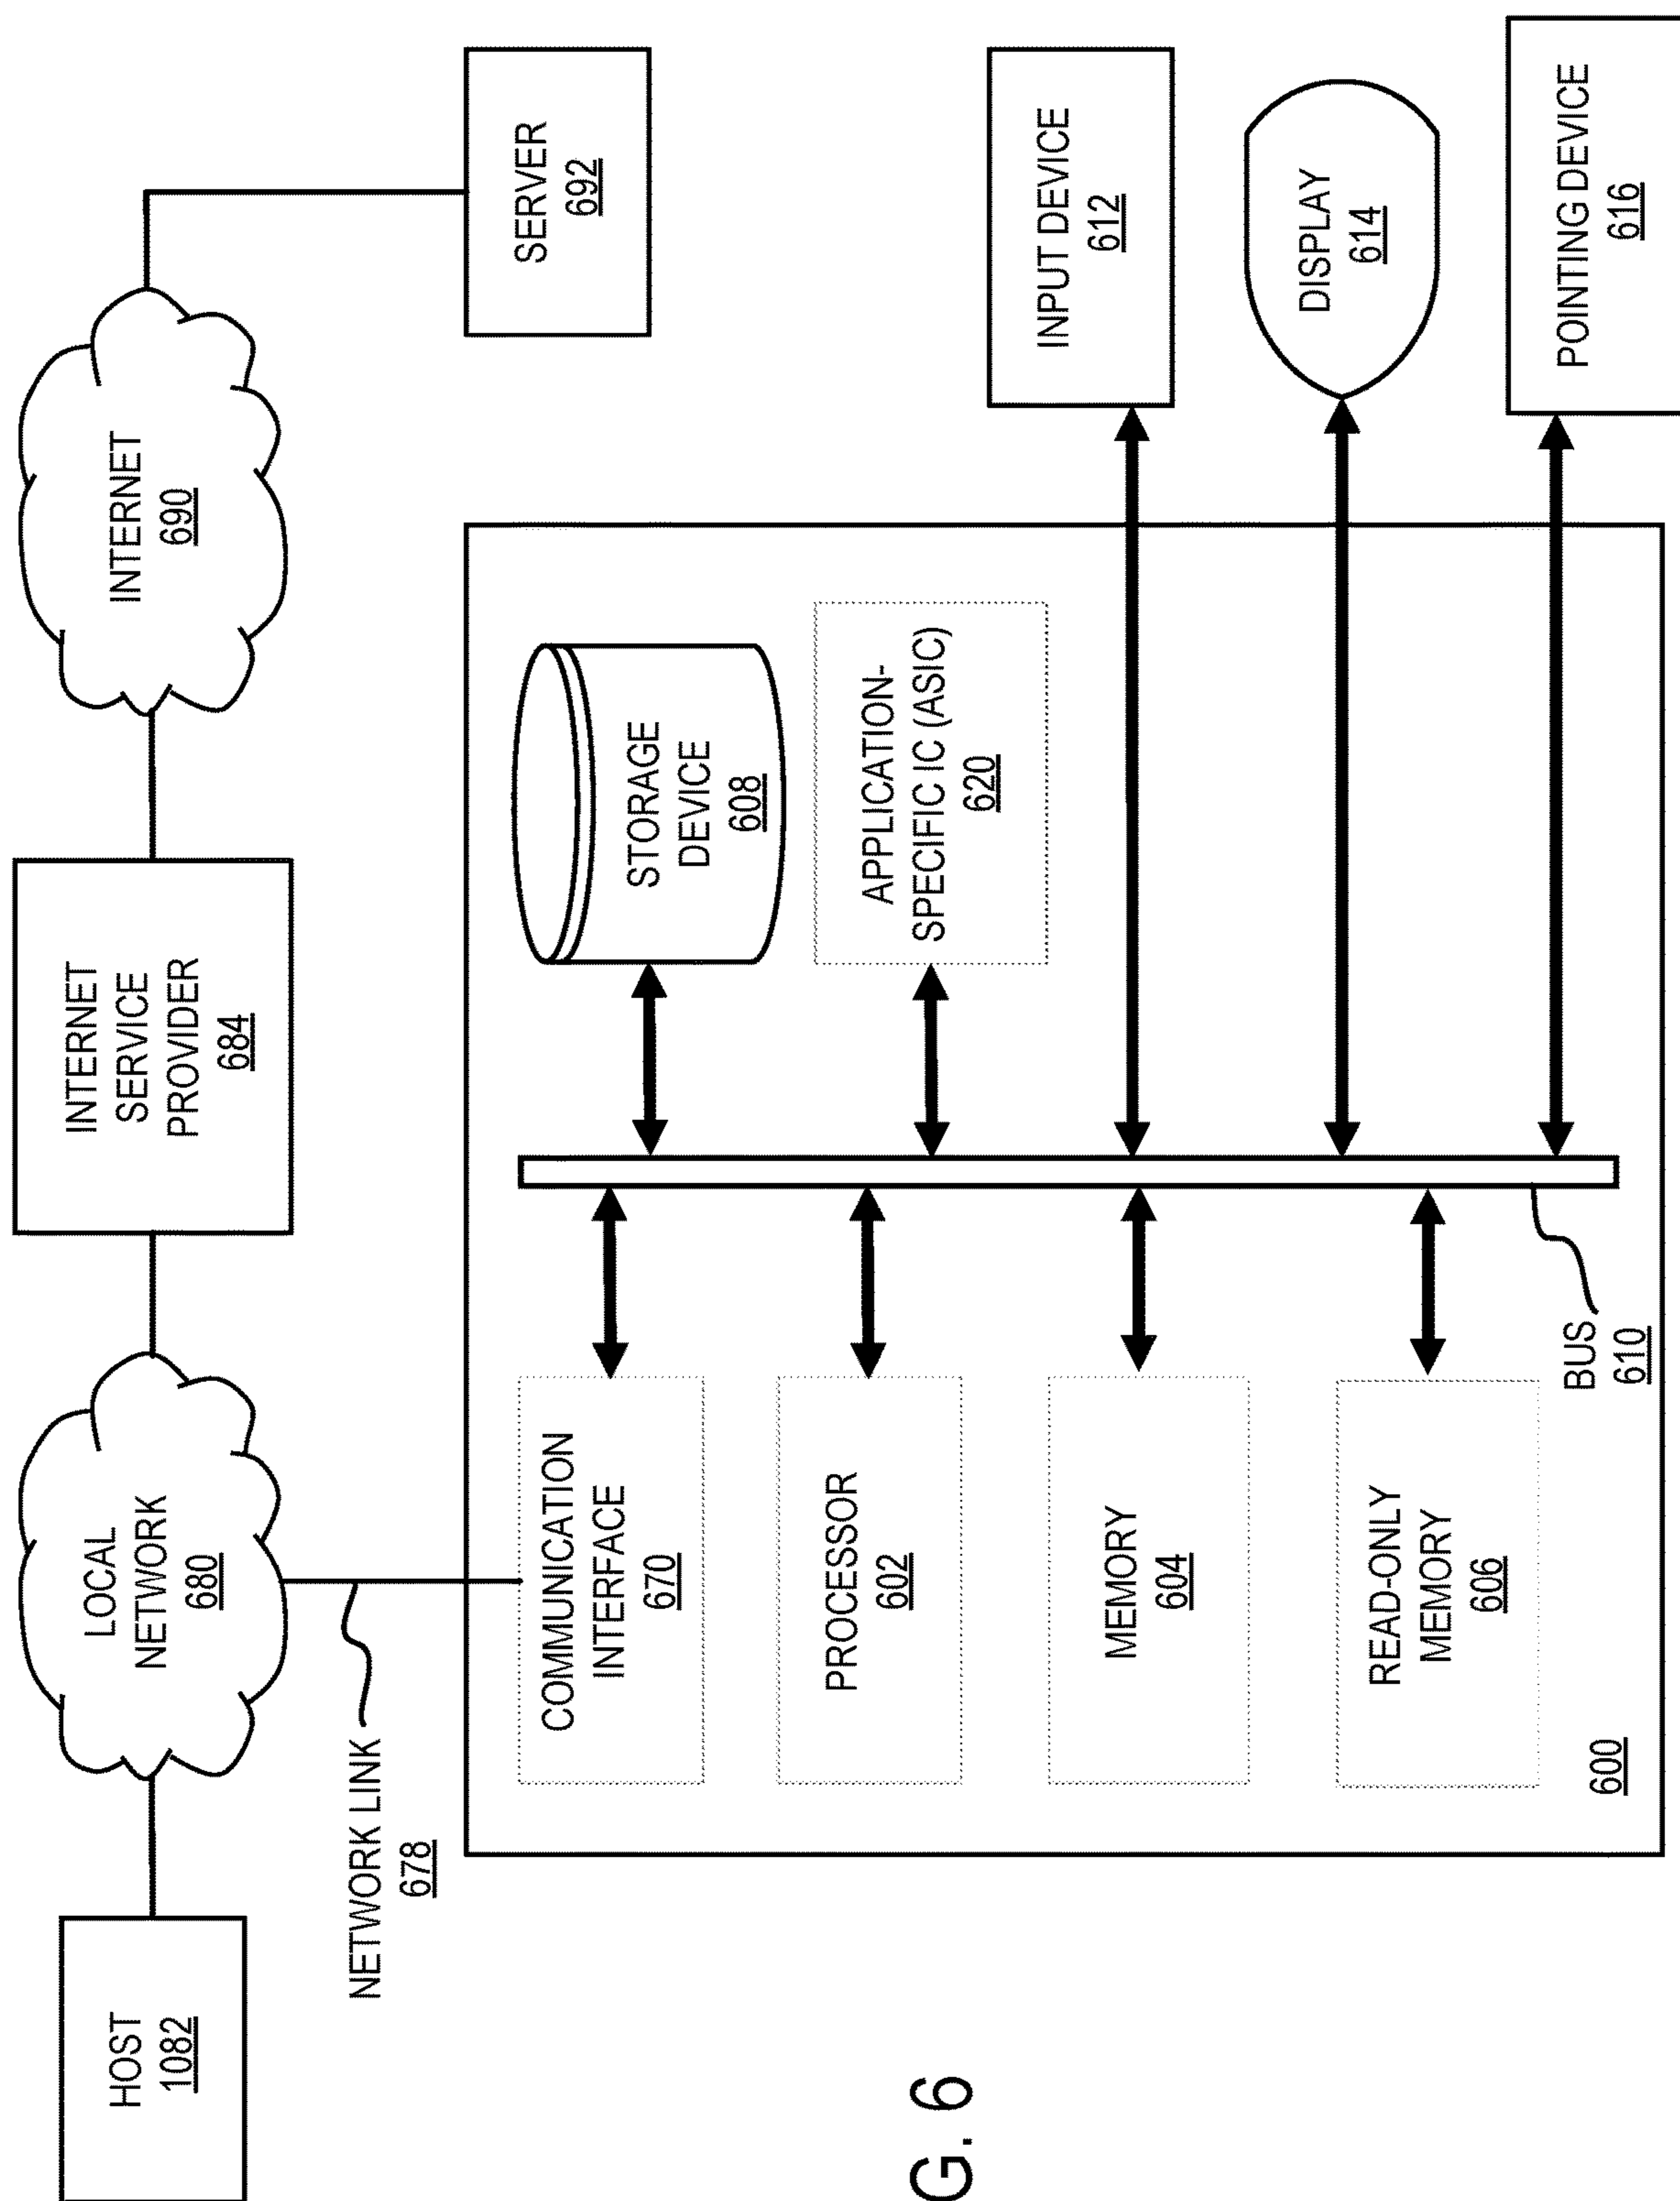 HOST
1082
LOCAL
NETWORK
680
INTERNET
SERVICE
PROVIDER
684
INTERNET
690
NETWORK LINK
678
SERVER
692
COMMUNICATION
INTERFACE
670
STORAGE
DEVICE
608
PROCESSOR
602
APPLICATION-
SPECIFIC IC (ASIC)
620
MEMORY
604
INPUT DEVICE
612
READ-ONLY
MEMORY
606
DISPLAY
614
BUS
610
POINTING DEVICE
616
600
G. 6